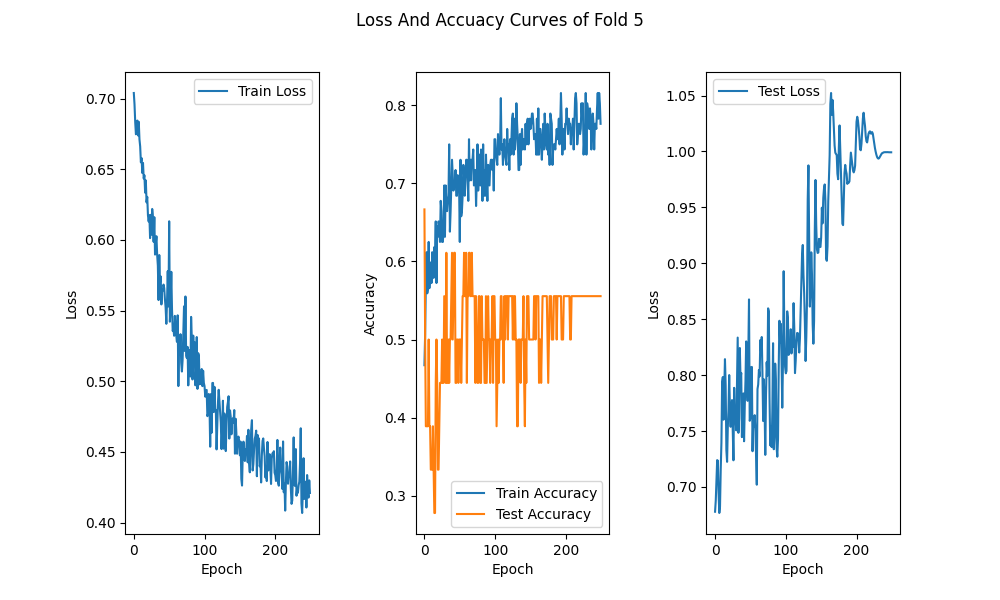 Loss And Accuacy Curves of Fold 5
Train Loss
0.70
0.65
0.60
0.55
0.50
0.45
0.40
Loss
0 100 200
Epoch
Train Accuracy
Test Accuracy
0.8
0.7
0.6
0.5
0.4
0.3
Accuracy
0 100 200
Epoch
Test Loss
1.05
1.00
0.95
0.90
0.85
0.80
0.75
0.70
Loss
0 100 200
Epoch